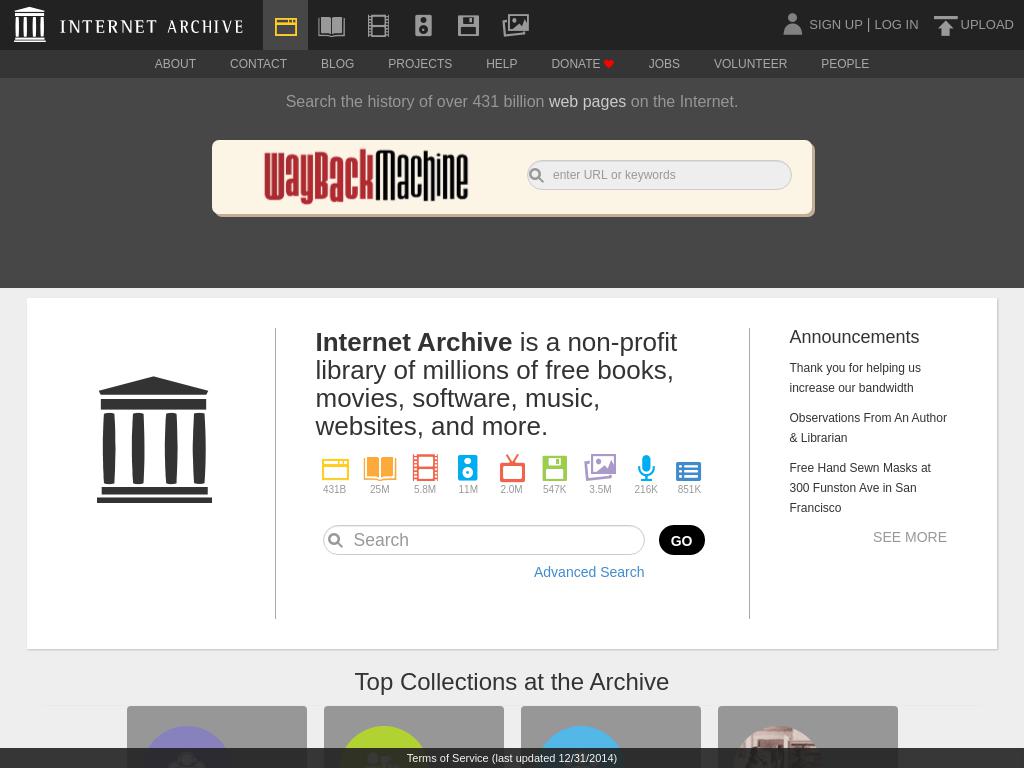 INTERNET ARCHIVE
SIGN UP | LOG IN
UPLOAD
ABOUT CONTACT BLOG PROJECTS HELP DONATE JOBS VOLUNTEER PEOPLE
Search the history of over 431 billion web pages on the Internet.
WayBackMachine
enter URL or keywords
Internet Archive is a non-profit
library of millions of free books,
movies, software, music,
websites, and more.
431B 25M 5.8M 11M 2.0M 547K 3.5M 216K 851K
Search
GO
Advanced Search
Announcements
Thank you for helping us
increase our bandwidth
Observations From An Author
& Librarian
Free Hand Sewn Masks at
300 Funston Ave in San
Francisco
SEE MORE
Top Collections at the Archive
Terms of Service (last updated 12/31/2014)